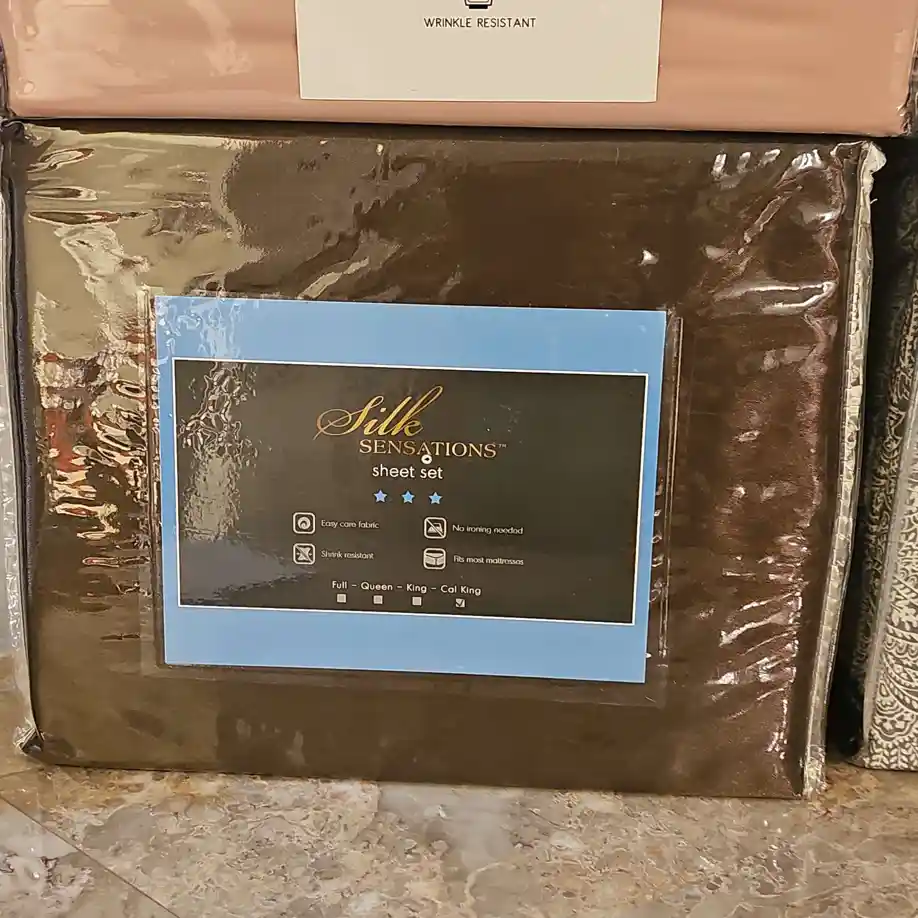 WRINKLE RESISTANT
Silk
SENSATIONS™
sheet set
Easy care fabric
No ironing needed
Shrink resistant
Fits most mattresses
Full - Queen - King - Cal King